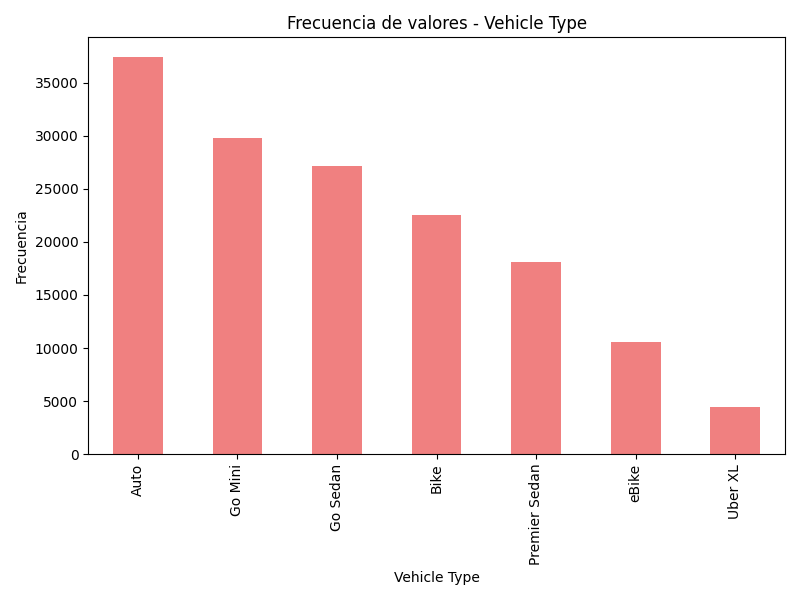 Frecuencia de valores - Vehicle Type
35000
30000
25000
20000
15000
10000
5000
0
Frecuencia
Auto
Go Mini
Go Sedan
Bike
Premier Sedan
eBike
Uber XL
Vehicle Type